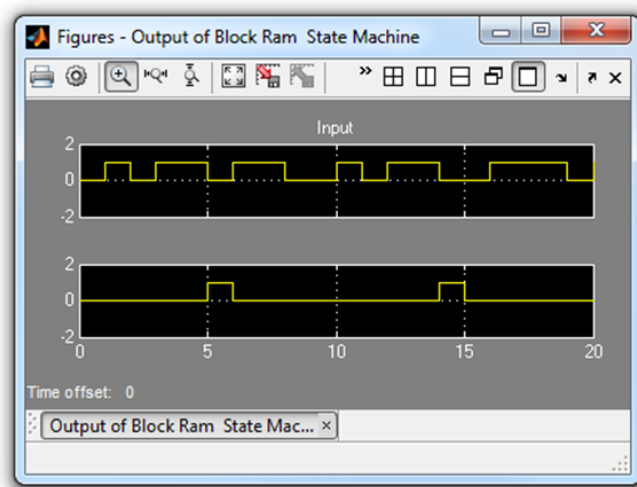 Figures - Output of Block Ram  State Machine
Input
2
0
-2
2
0
-2
0 5 10 15 20
Time offset: 0
Output of Block Ram  State Mac... ×